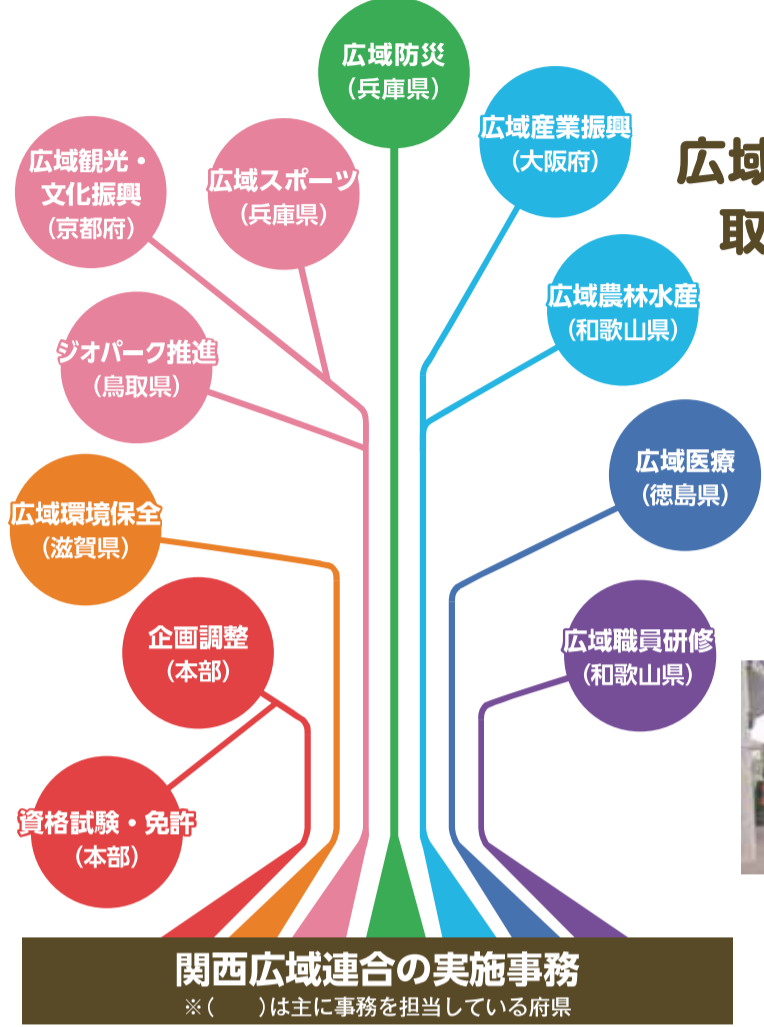 広域防災
（兵庫県）
広域産業振興
（大阪府）
広域観光・
文化振興
（京都府）
広域スポーツ
（兵庫県）
広域
取
広域農林水産
（和歌山県）
ジオパーク推進
（鳥取県）
広域医療
（徳島県）
広域環境保全
（滋賀県）
企画調整
（本部）
広域職員研修
（和歌山県）
資格試験・免許
（本部）
関西広域連合の実施事務
※（　　）は主に事務を担当している府県